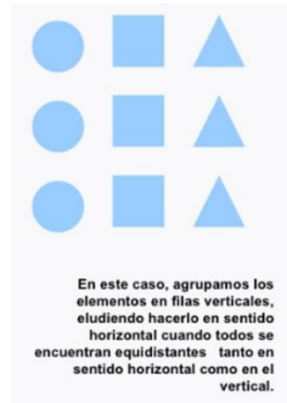 En este caso, agrupamos los
elementos en filas verticales,
eludiendo hacerlo en sentido
horizontal cuando todos se
encuentran equidistantes tanto en
sentido horizontal como en el
vertical.